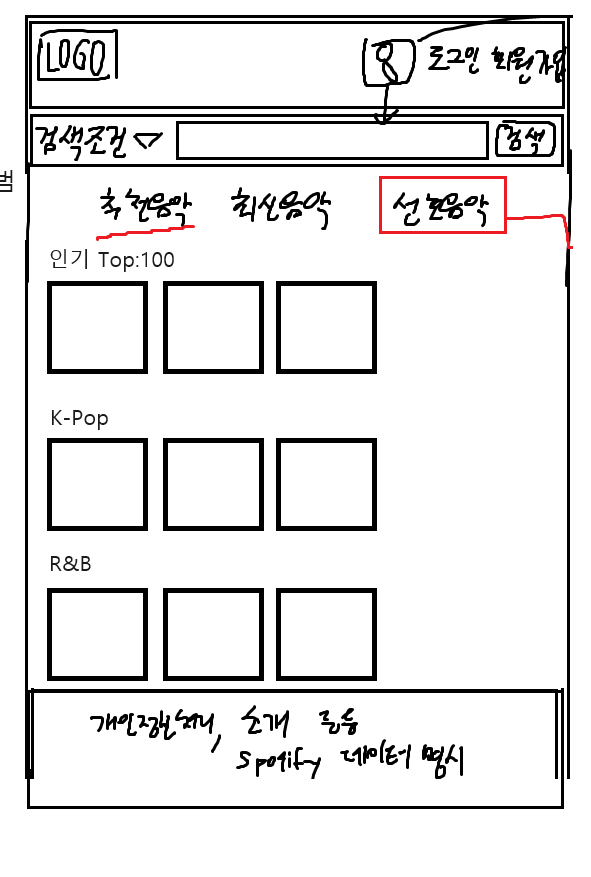 LOGO 로그인 회원가입
검색조건 검색
범
추천음악 최신음악 선호음악
인기 Top:100
K-Pop
R&B
개인정보처리, 소개 문등
Spotify 데이터 명시